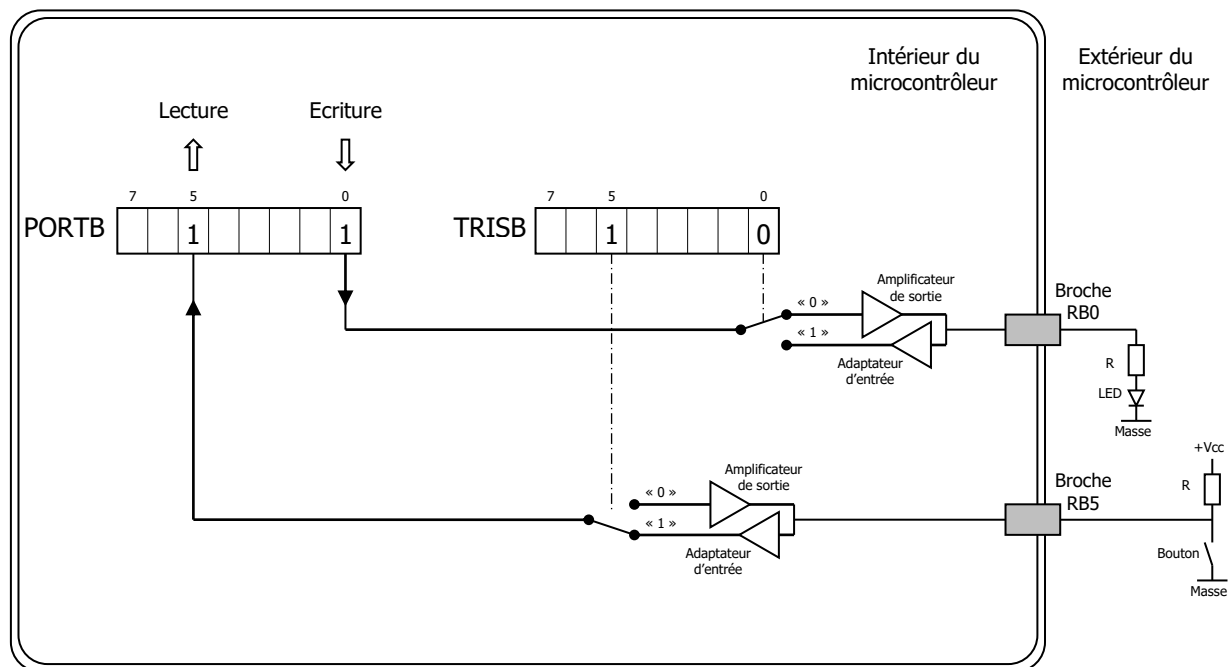 Intérieur du
microcontrôleur
Extérieur du
microcontrôleur
Lecture
Ecriture
7 5 0
PORTB 1 1
7 5 0
TRISB 1 0
Amplificateur
de sortie
« 0 »
« 1 »
Adaptateur
d'entrée
Broche
RB0
R
LED
Masse
Amplificateur
de sortie
« 0 »
« 1 »
Adaptateur
d'entrée
Broche
RB5
+Vcc
R
Bouton
Masse